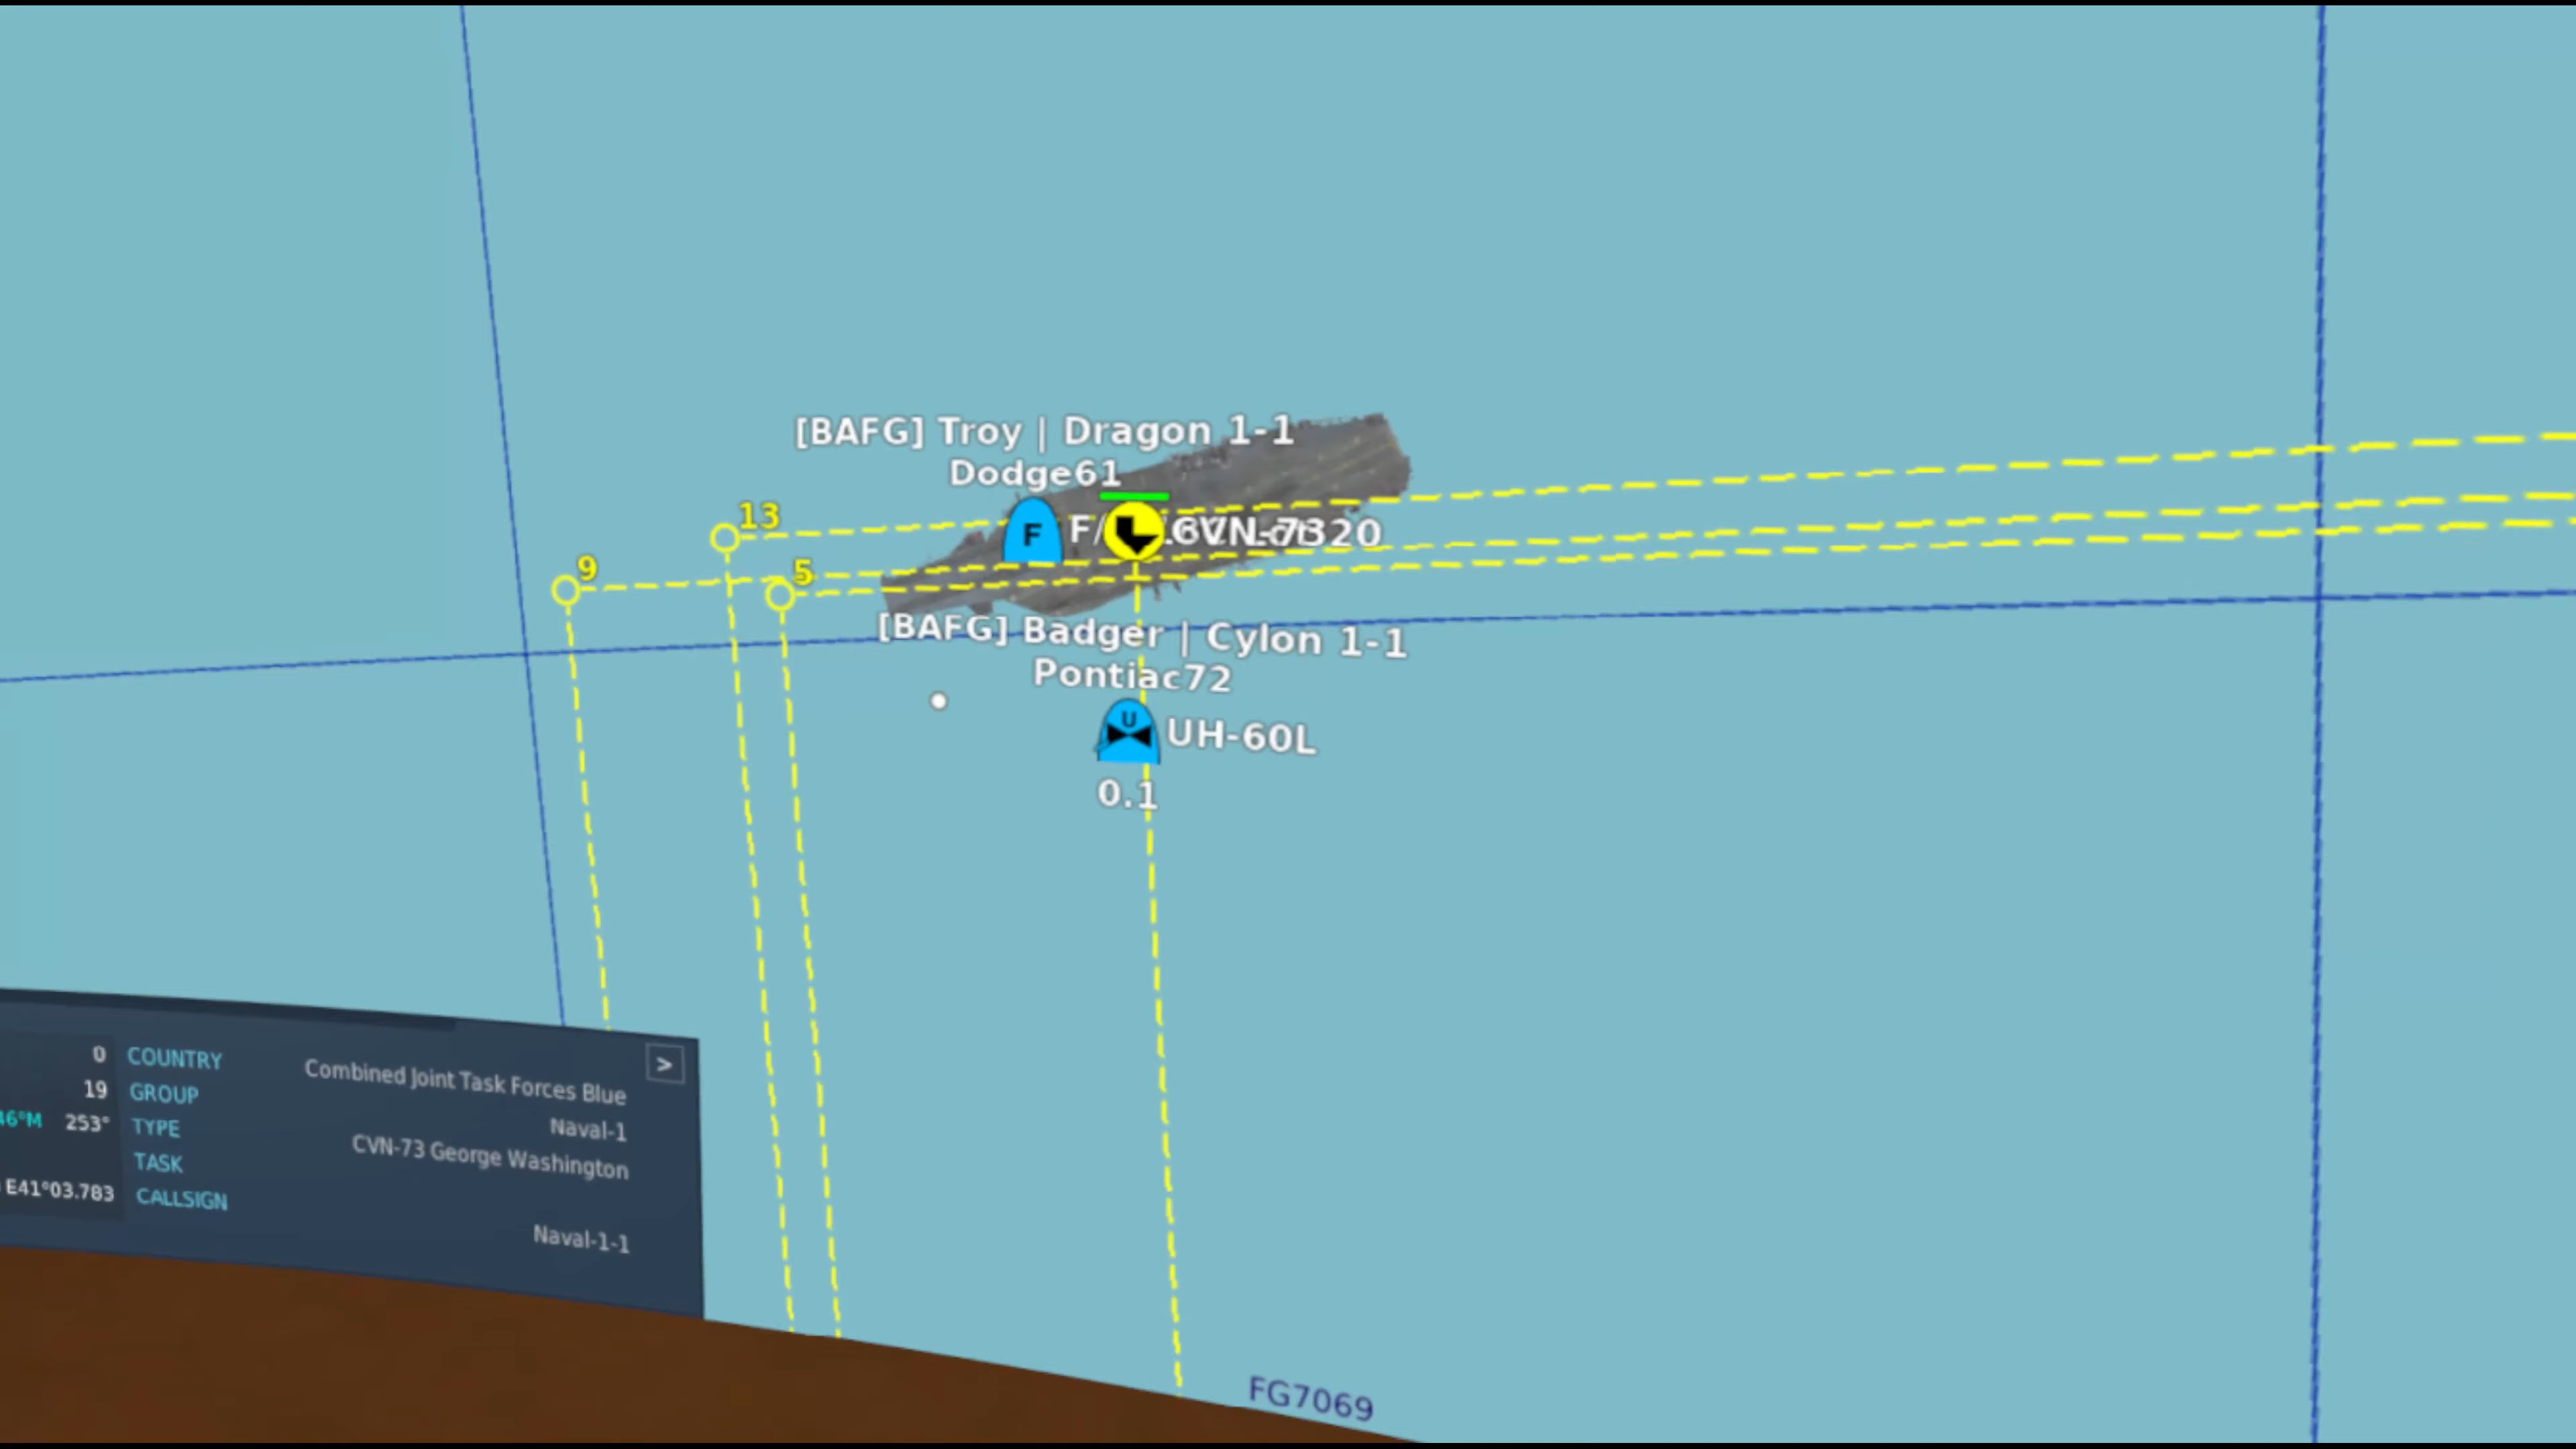 [BAFG] Troy | Dragon 1-1
Dodge61
13
F
F/
9
5
[BAFG] Badger | Cylon 1-1
Pontiac72
U
UH-60L
0.1
0 COUNTRY Combined Joint Task Forces Blue >
19 GROUP Naval-1
46°M 253° TYPE CVN-73 George Washington
TASK
E41°03.783 CALLSIGN Naval-1-1
FG7069